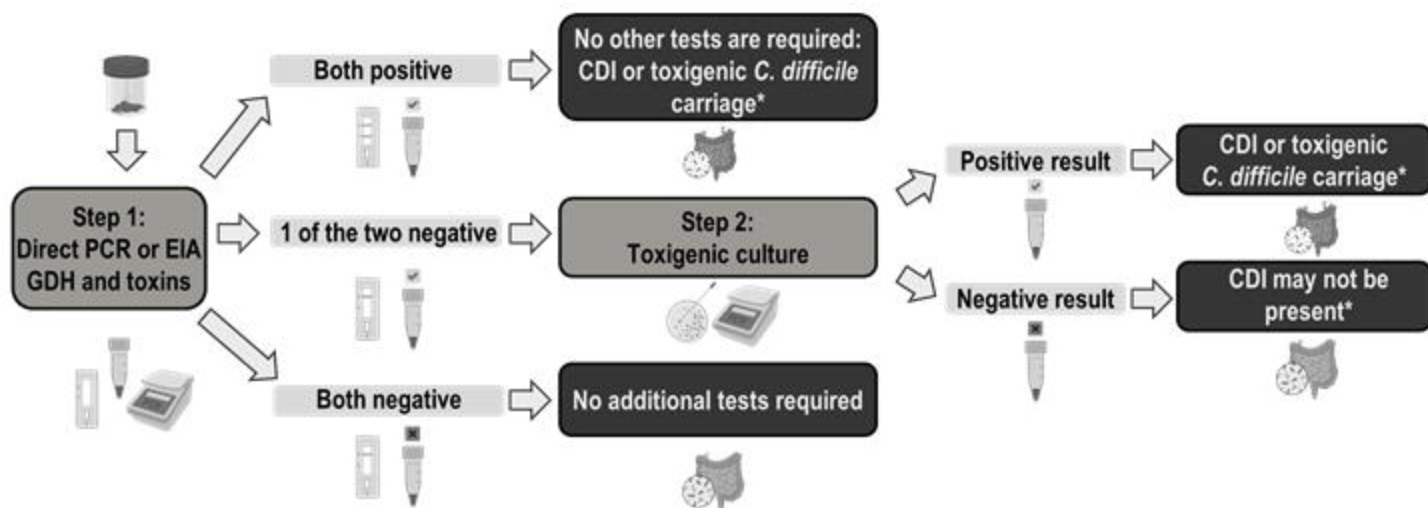 No other tests are required:
CDI or toxigenic C. difficile
carriage*
Both positive
Positive result
CDI or toxigenic
C. difficile carriage*
Step 1:
Direct PCR or EIA
GDH and toxins
1 of the two negative
Step 2:
Toxigenic culture
Negative result
CDI may not be
present*
Both negative
No additional tests required